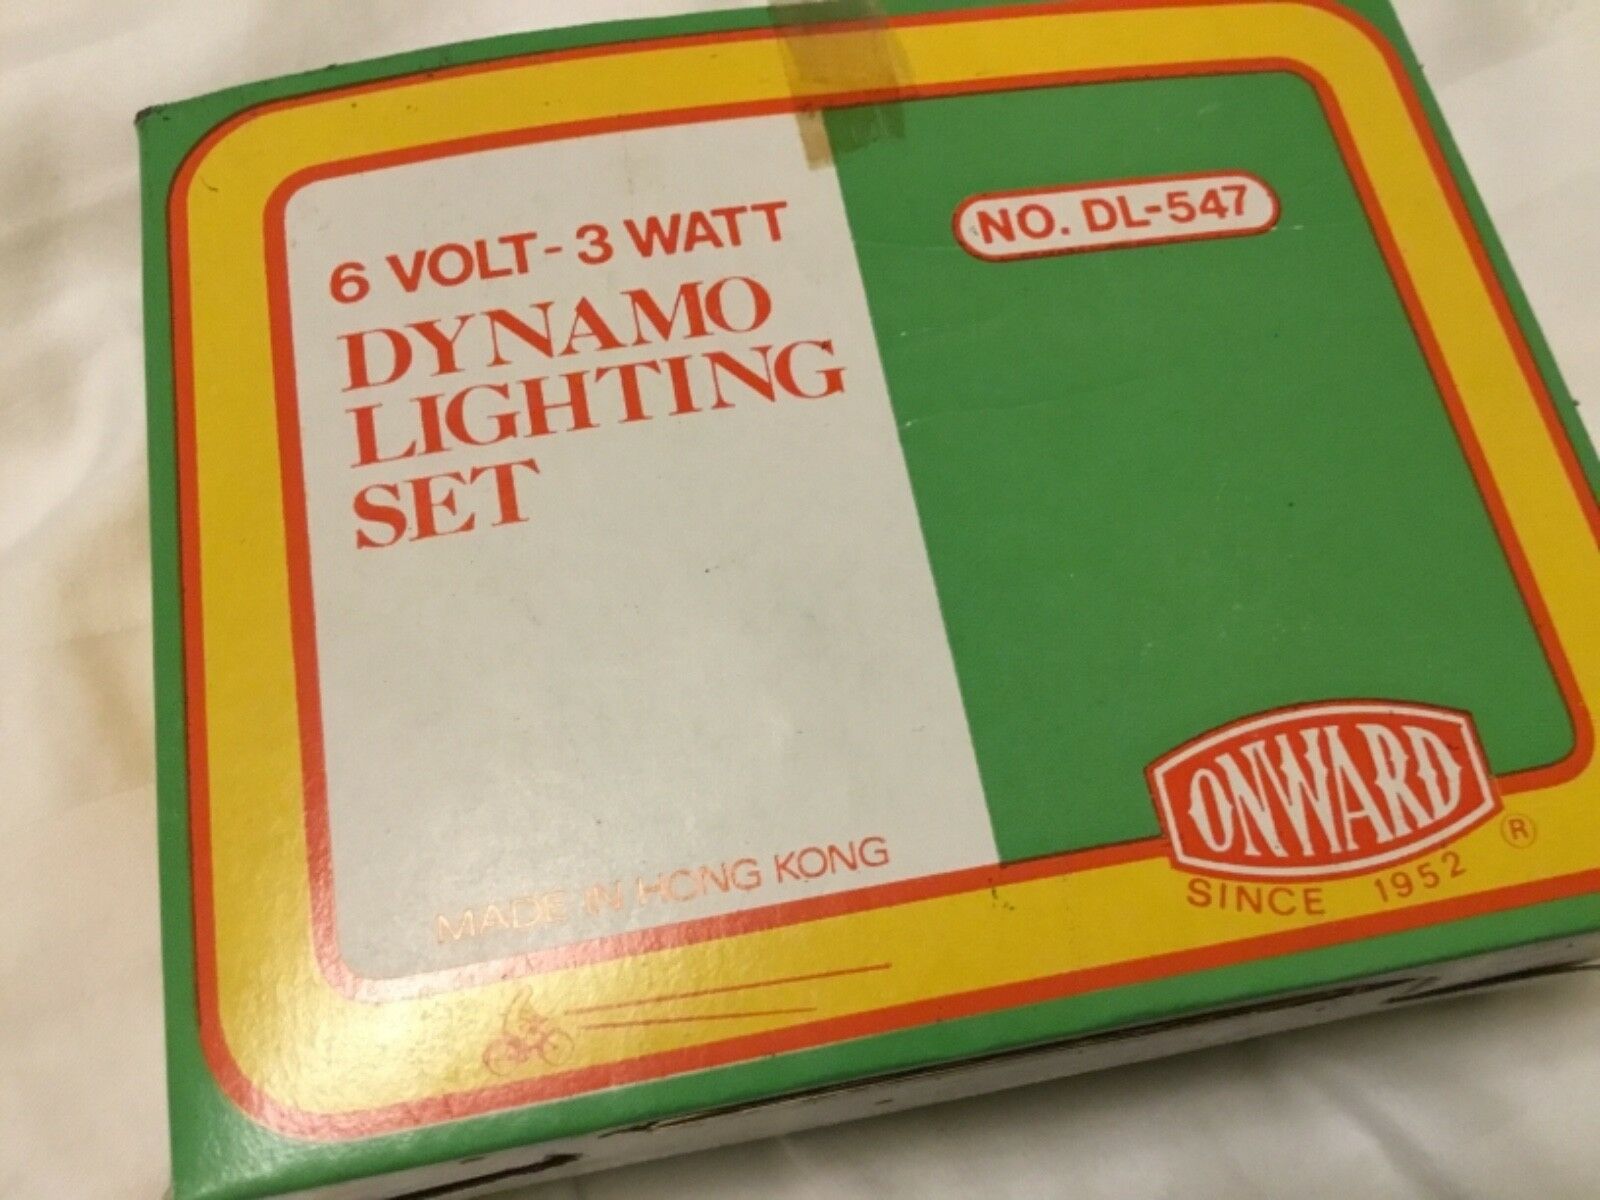 6 VOLT-3 WATT
DYNAMO
LIGHTING
SET
NO. DL-547
MADE IN HONG KONG
ONWARD
®
SINCE 1952